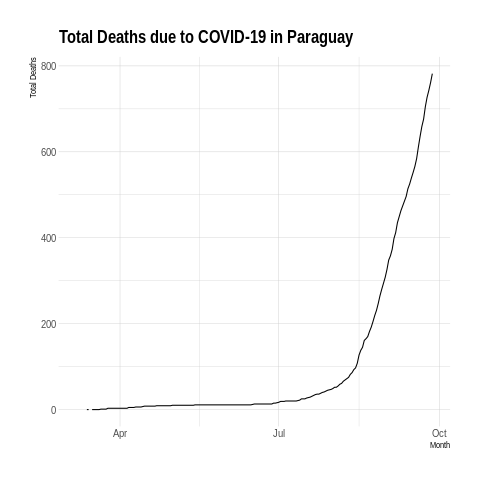 Total Deaths due to COVID-19 in Paraguay
Total Deaths
800
600
400
200
0
Apr
Jul
Oct
Month